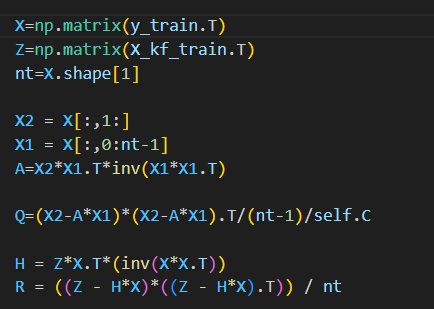 X=np.matrix(y_train.T)
Z=np.matrix(X_kf_train.T)
nt=X.shape[1]
X2 = X[:,1:]
X1 = X[:,0:nt-1]
A=X2*X1.T*inv(X1*X1.T)
Q=(X2-A*X1)*(X2-A*X1).T/(nt-1)/self.C
H = Z*X.T*(inv(X*X.T))
R = ((Z - H*X)*((Z - H*X).T)) / nt